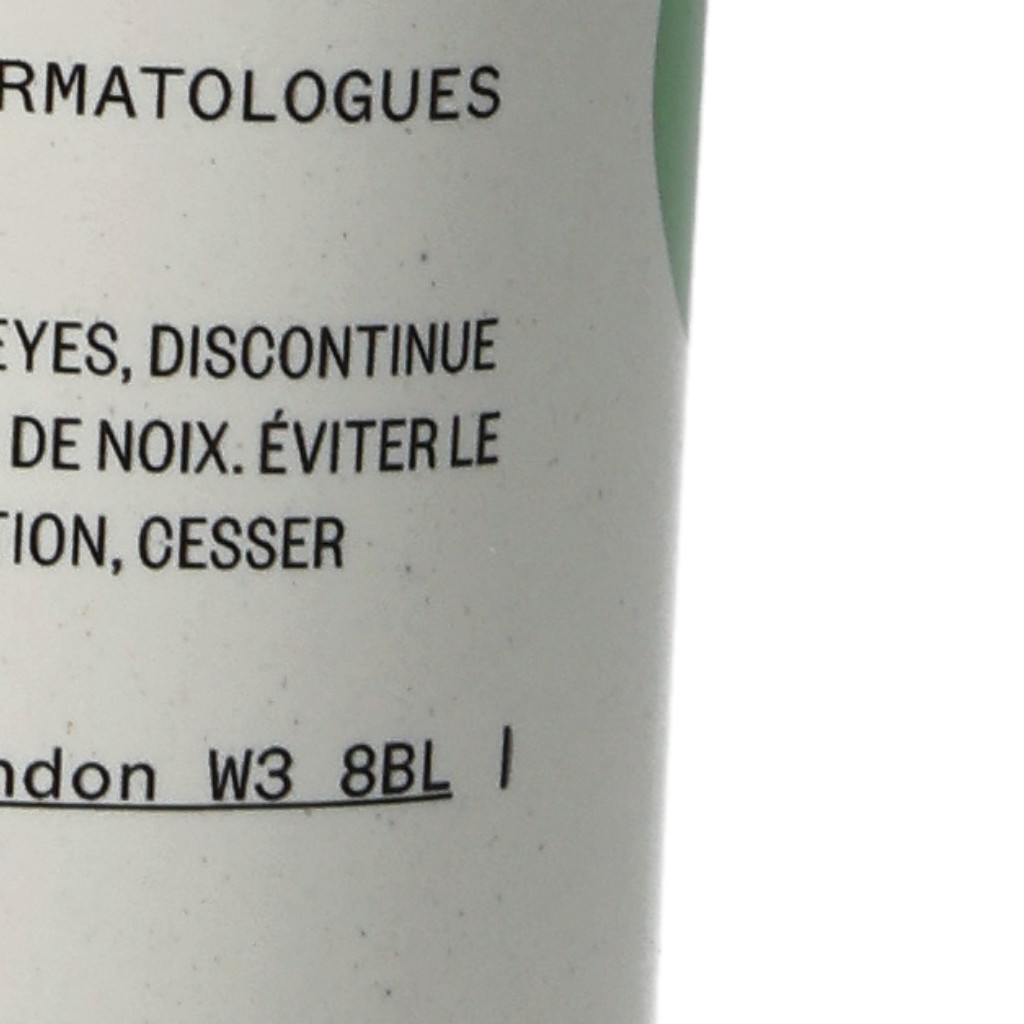 RMATOLOGUES
EYES, DISCONTINUE
DE NOIX. ÉVITER LE
TION, CESSER
ndon W3 8BL |